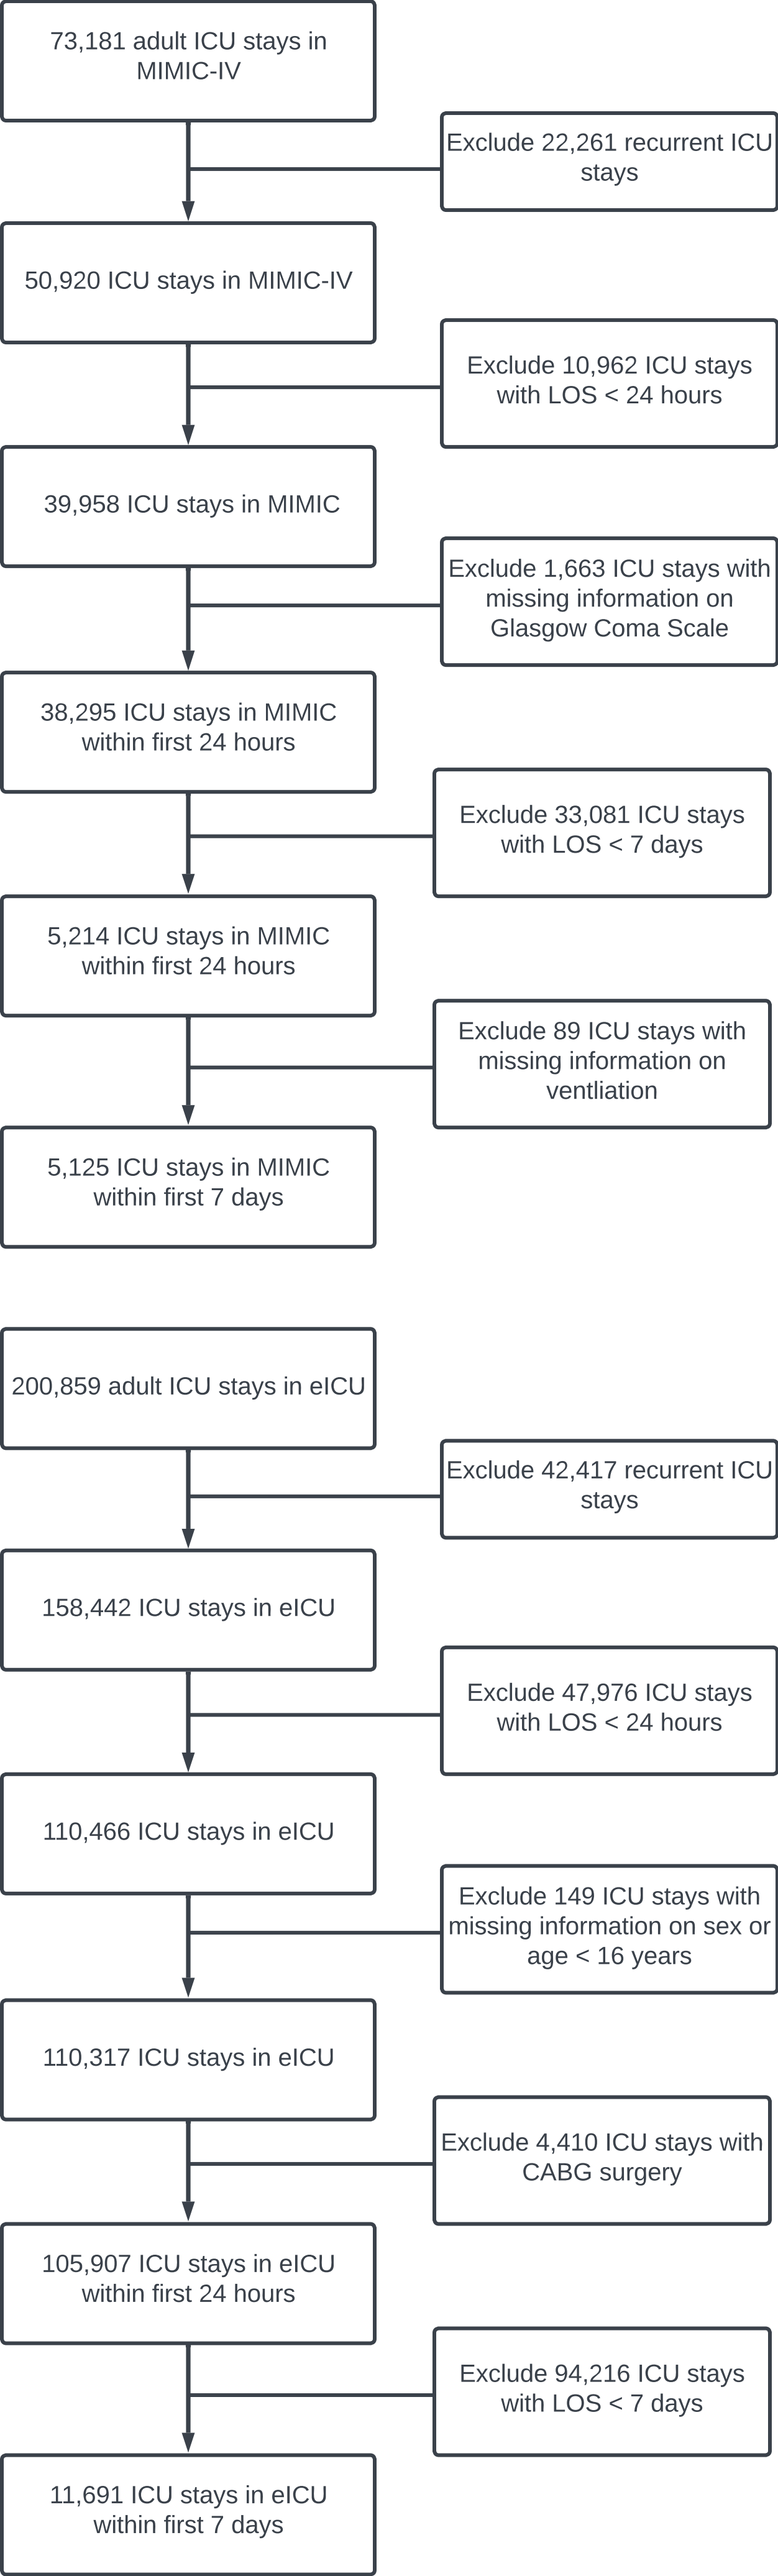 73,181 adult ICU stays in
MIMIC-IV
Exclude 22,261 recurrent ICU
stays
50,920 ICU stays in MIMIC-IV
Exclude 10,962 ICU stays
with LOS < 24 hours
39,958 ICU stays in MIMIC
Exclude 1,663 ICU stays with
missing information on
Glasgow Coma Scale
38,295 ICU stays in MIMIC
within first 24 hours
Exclude 33,081 ICU stays
with LOS < 7 days
5,214 ICU stays in MIMIC
within first 24 hours
Exclude 89 ICU stays with
missing information on
ventliation
5,125 ICU stays in MIMIC
within first 7 days
200,859 adult ICU stays in eICU
Exclude 42,417 recurrent ICU
stays
158,442 ICU stays in eICU
Exclude 47,976 ICU stays
with LOS < 24 hours
110,466 ICU stays in eICU
Exclude 149 ICU stays with
missing information on sex or
age < 16 years
110,317 ICU stays in eICU
Exclude 4,410 ICU stays with
CABG surgery
105,907 ICU stays in eICU
within first 24 hours
Exclude 94,216 ICU stays
with LOS < 7 days
11,691 ICU stays in eICU
within first 7 days